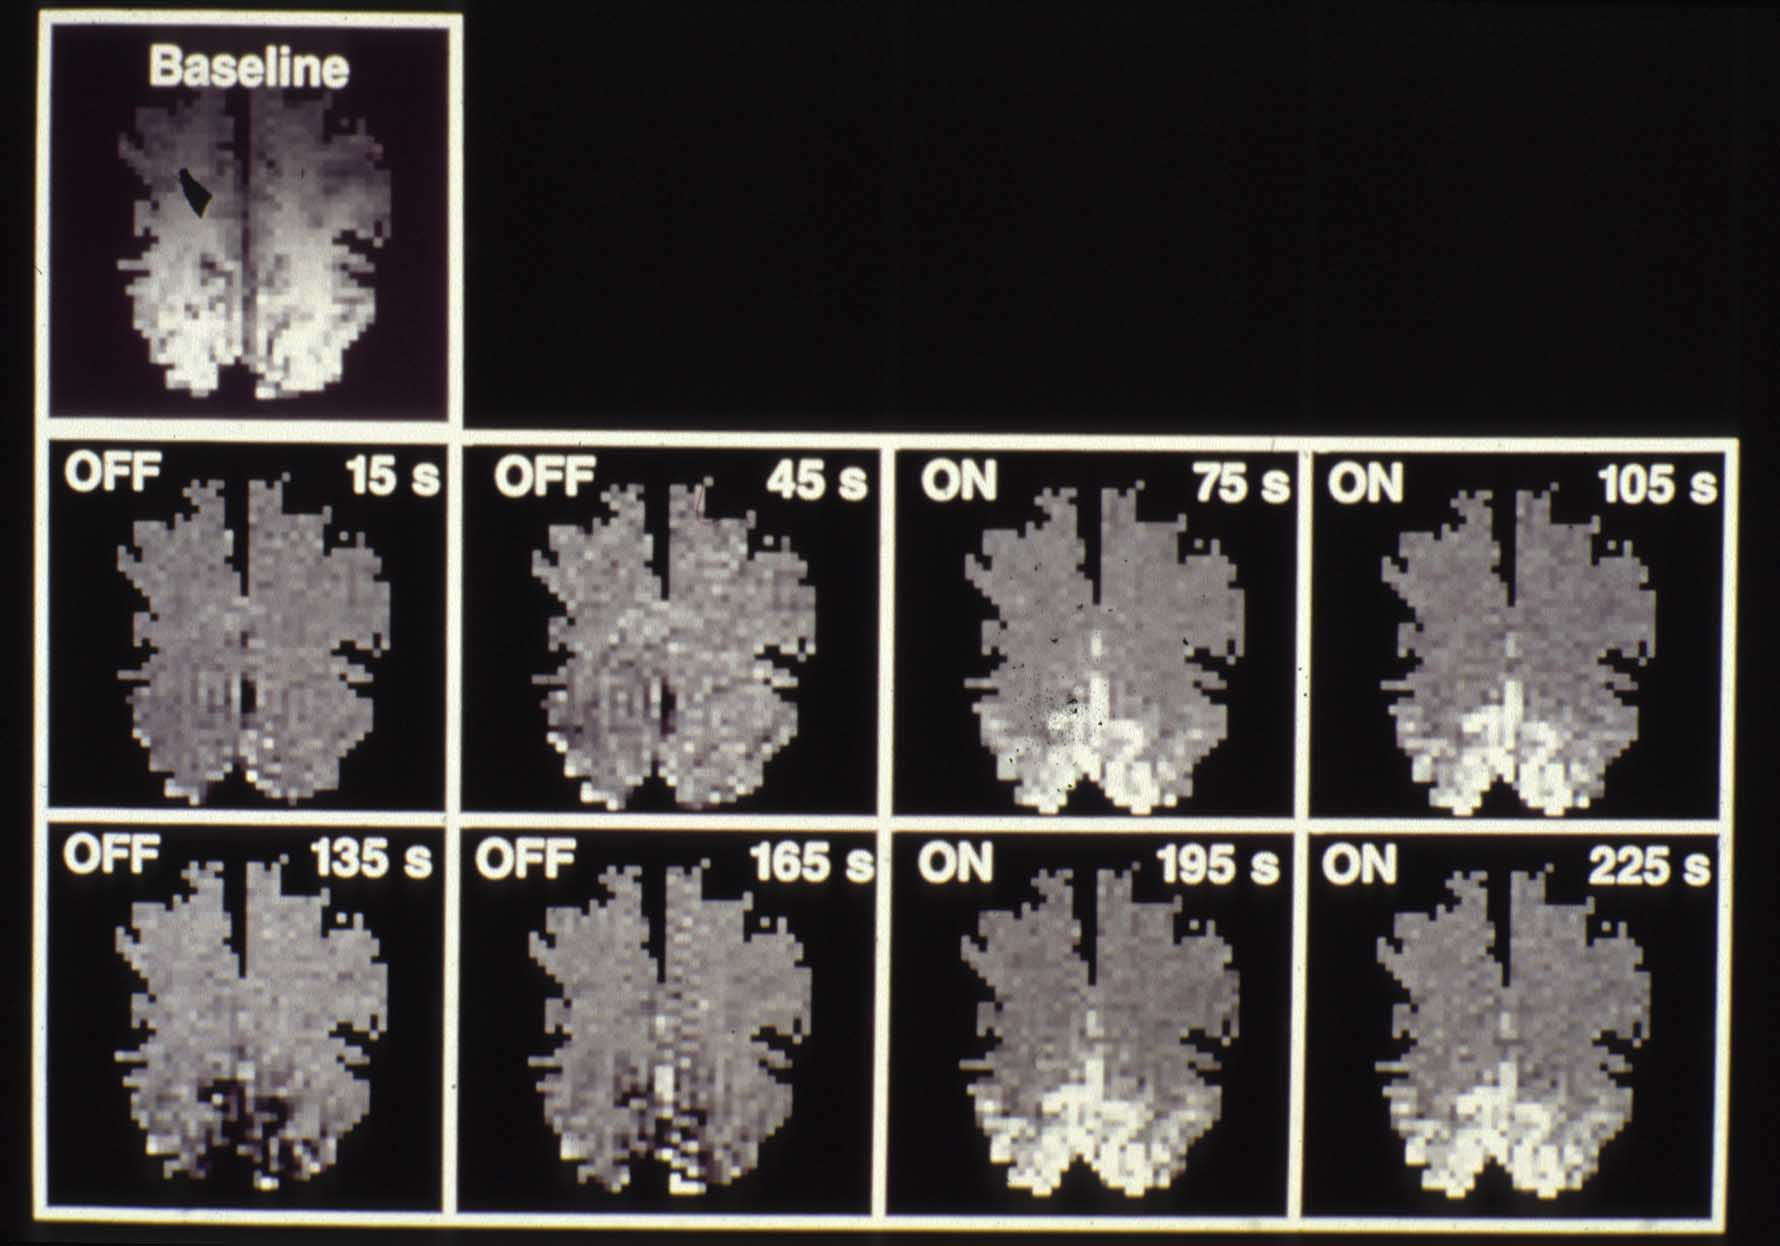 Baseline
OFF 15 s
OFF 45 s
ON 75 s
ON 105 s
OFF 135 s
OFF 165 s
ON 195 s
ON 225 s